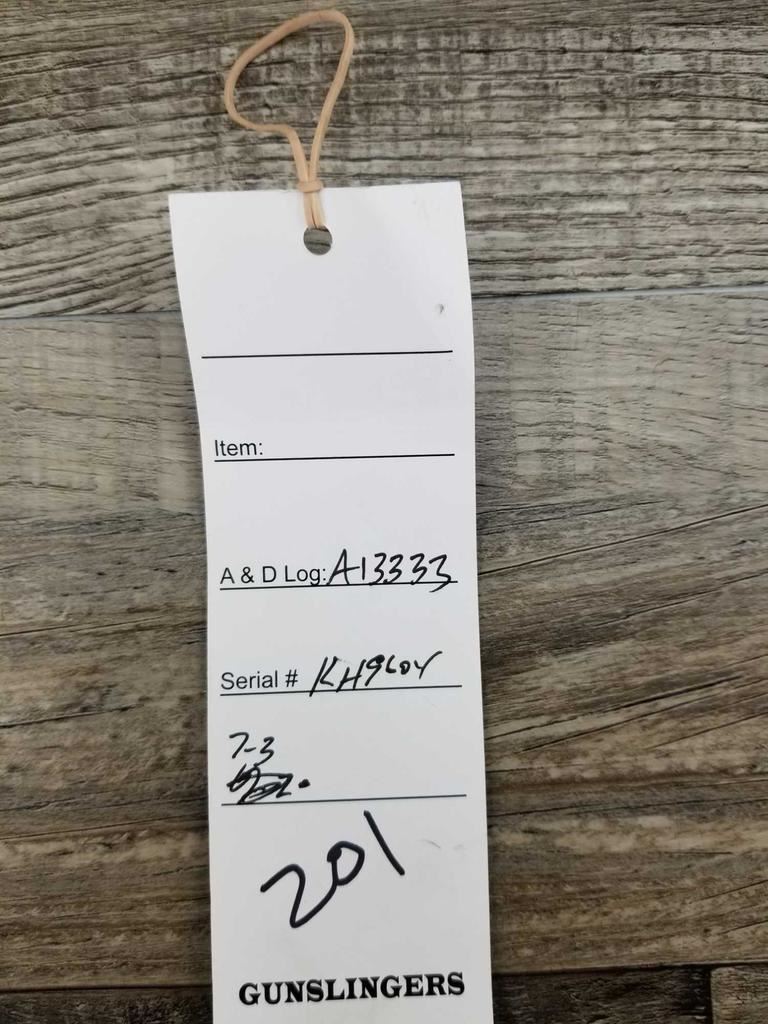 Item:
A & D Log: A13333
Serial # KH9604
7-3
201
GUNSLINGERS